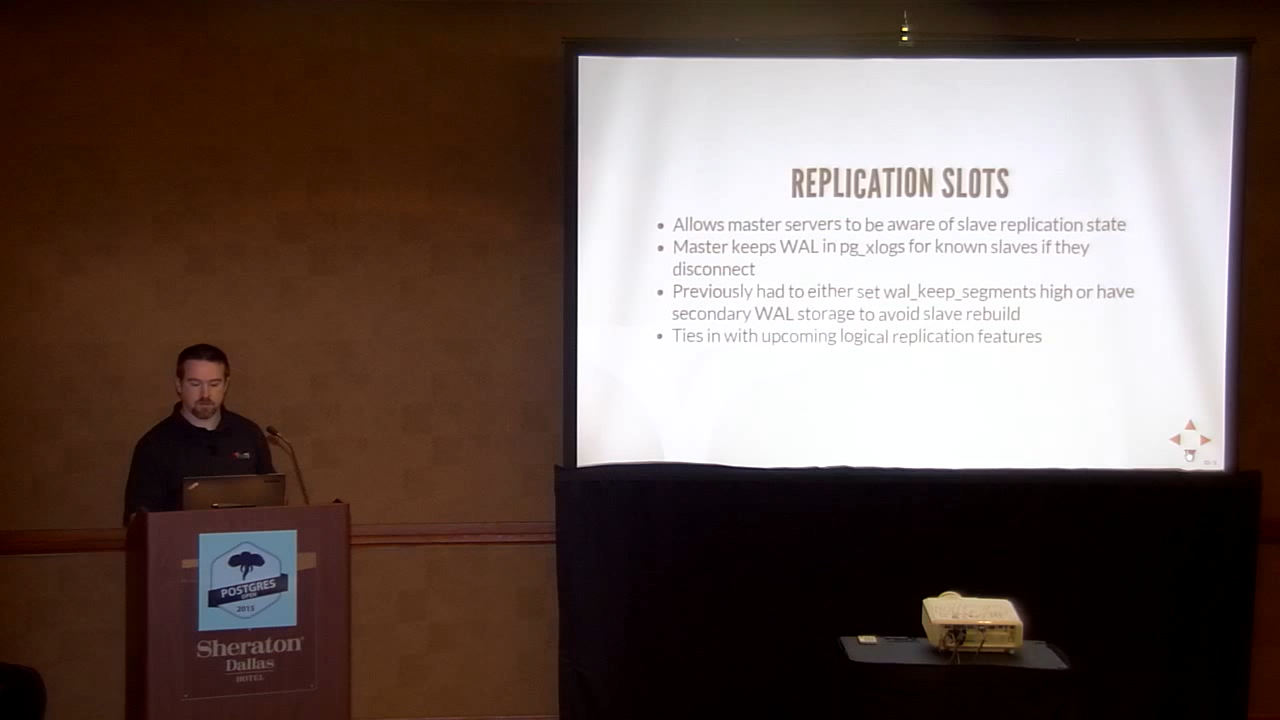 REPLICATION SLOTS
• Allows master servers to be aware of slave replication state
• Master keeps WAL in pg_xlogs for known slaves if they
disconnect
• Previously had to either set wal_keep_segments high or have
secondary WAL storage to avoid slave rebuild
• Ties in with upcoming logical replication features
POSTGRES
OPEN
2015
Sheraton
Dallas
HOTEL